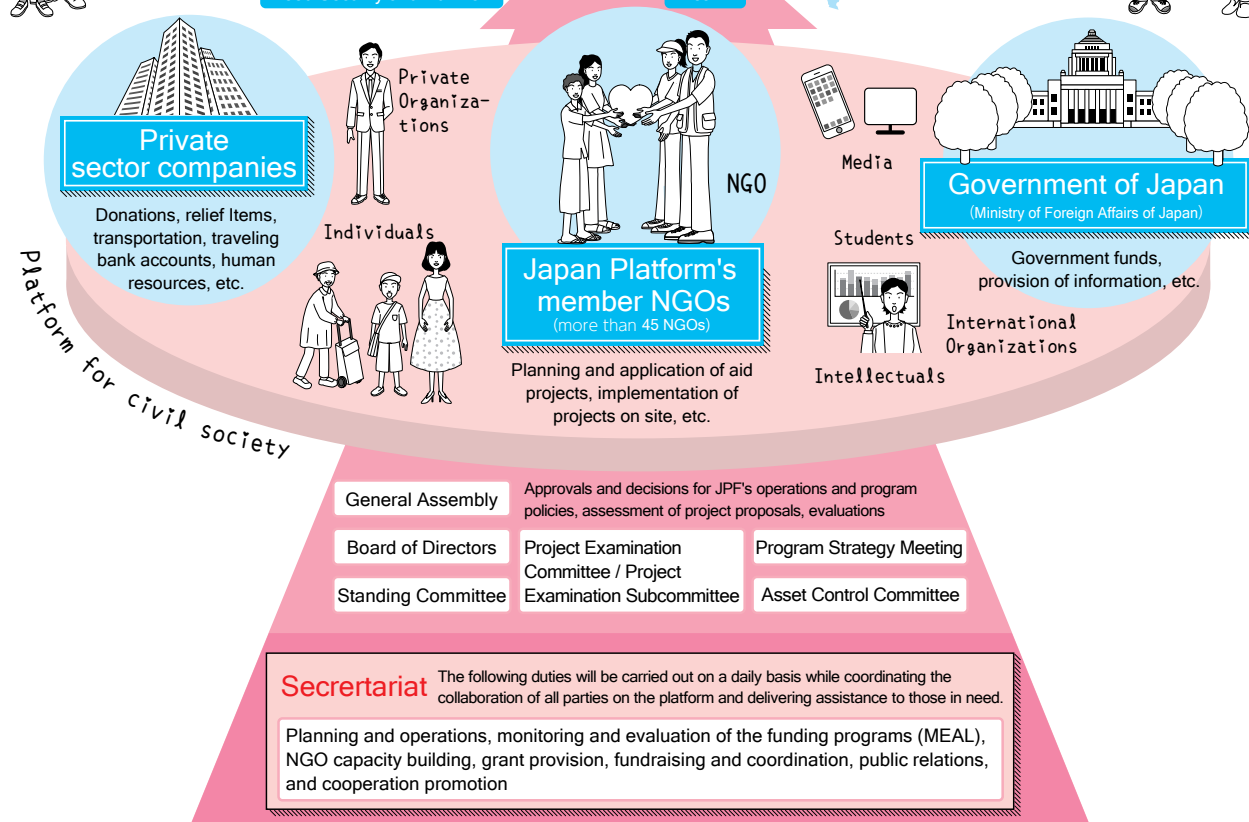 Private
sector companies
Donations, relief Items,
transportation, traveling
bank accounts, human
resources, etc.
Private
Organiza-
tions
Individuals
NGO
Japan Platform's
member NGOs
(more than 45 NGOs)
Planning and application of aid
projects, implementation of
projects on site, etc.
Media
Students
Intellectuals
International
Organizations
Government of Japan
(Ministry of Foreign Affairs of Japan)
Government funds,
provision of information, etc.
Platform for civil society
General Assembly
Approvals and decisions for JPF's operations and program
policies, assessment of project proposals, evaluations
Board of Directors
Standing Committee
Project Examination
Committee / Project
Examination Subcommittee
Program Strategy Meeting
Asset Control Committee
Secrertariat
The following duties will be carried out on a daily basis while coordinating the
collaboration of all parties on the platform and delivering assistance to those in need.
Planning and operations, monitoring and evaluation of the funding programs (MEAL),
NGO capacity building, grant provision, fundraising and coordination, public relations,
and cooperation promotion